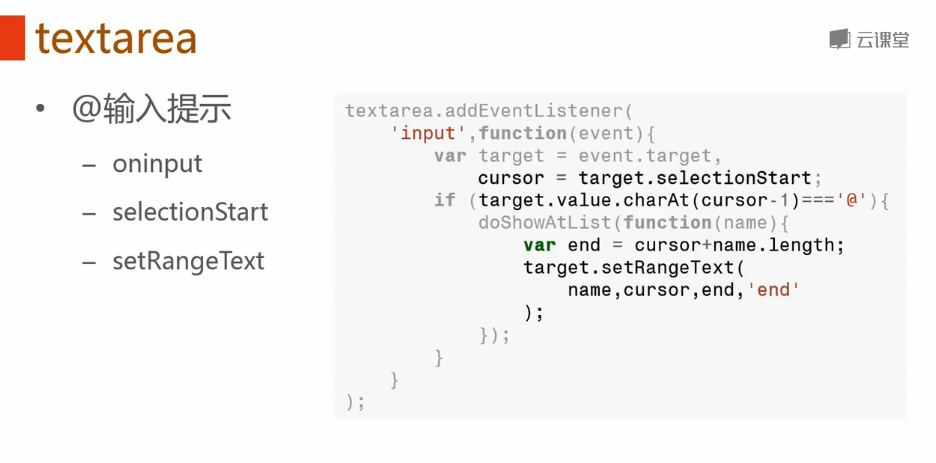 textarea
云课堂
• @输入提示
– oninput
– selectionStart
– setRangeText
textarea.addEventListener(
    'input',function(event){
        var target = event.target,
            cursor = target.selectionStart;
        if (target.value.charAt(cursor-1)==='@'){
            doShowAtList(function(name){
                var end = cursor+name.length;
                target.setRangeText(
                    name,cursor,end,'end'
                );
            });
        }
    }
);